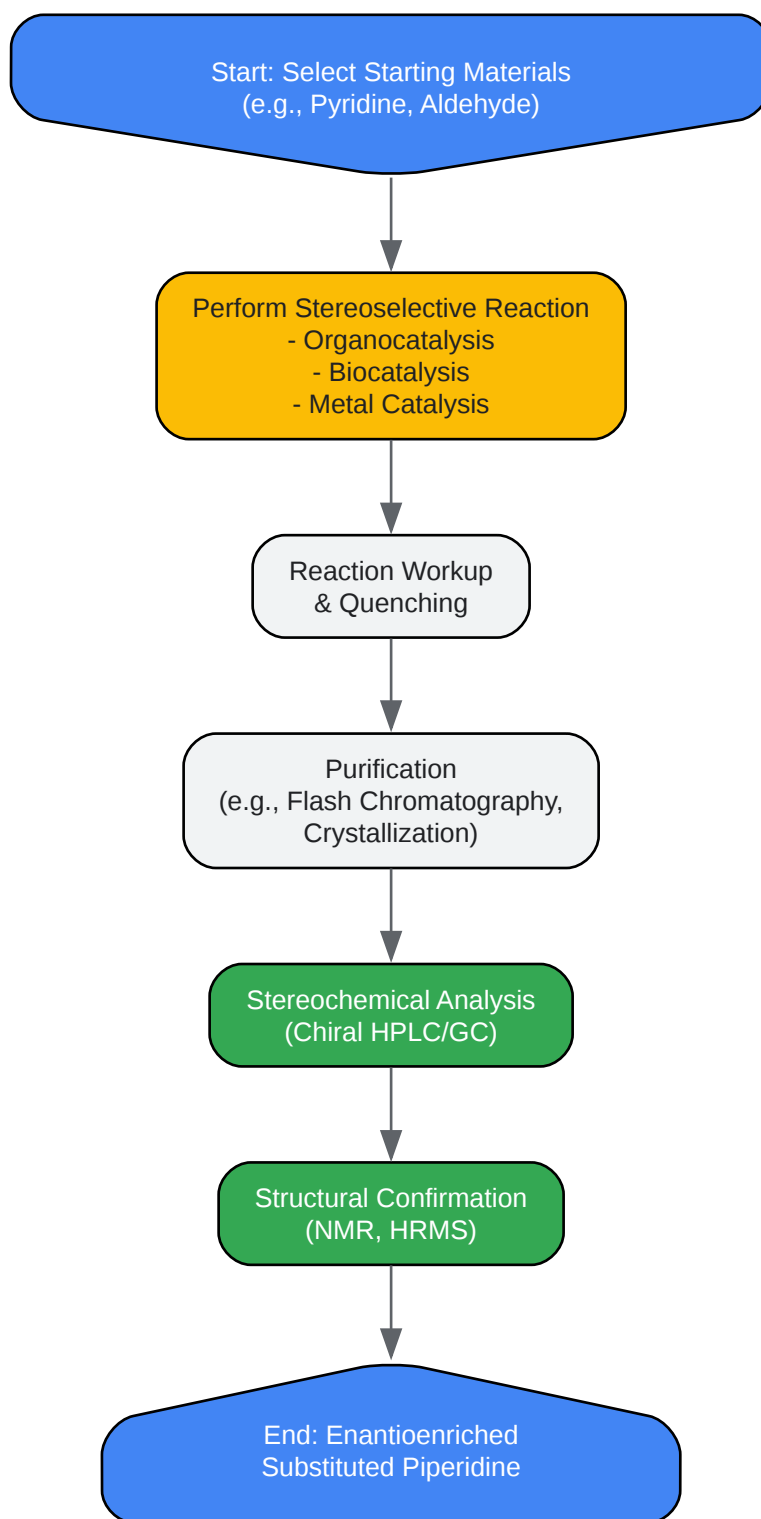 Start: Select Starting Materials
(e.g., Pyridine, Aldehyde)
Perform Stereoselective Reaction
- Organocatalysis
- Biocatalysis
- Metal Catalysis
Reaction Workup
& Quenching
Purification
(e.g., Flash Chromatography,
Crystallization)
Stereochemical Analysis
(Chiral HPLC/GC)
Structural Confirmation
(NMR, HRMS)
End: Enantioenriched
Substituted Piperidine